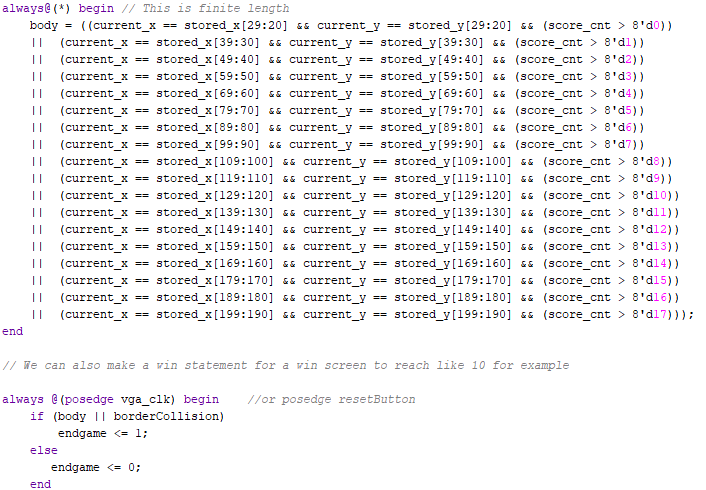 always@(*) begin // This is finite length
body = ((current_x == stored_x[29:20] && current_y == stored_y[29:20] && (score_cnt > 8'd0))
|| (current_x == stored_x[39:30] && current_y == stored_y[39:30] && (score_cnt > 8'd1))
|| (current_x == stored_x[49:40] && current_y == stored_y[49:40] && (score_cnt > 8'd2))
|| (current_x == stored_x[59:50] && current_y == stored_y[59:50] && (score_cnt > 8'd3))
|| (current_x == stored_x[69:60] && current_y == stored_y[69:60] && (score_cnt > 8'd4))
|| (current_x == stored_x[79:70] && current_y == stored_y[79:70] && (score_cnt > 8'd5))
|| (current_x == stored_x[89:80] && current_y == stored_y[89:80] && (score_cnt > 8'd6))
|| (current_x == stored_x[99:90] && current_y == stored_y[99:90] && (score_cnt > 8'd7))
|| (current_x == stored_x[109:100] && current_y == stored_y[109:100] && (score_cnt > 8'd8))
|| (current_x == stored_x[119:110] && current_y == stored_y[119:110] && (score_cnt > 8'd9))
|| (current_x == stored_x[129:120] && current_y == stored_y[129:120] && (score_cnt > 8'd10))
|| (current_x == stored_x[139:130] && current_y == stored_y[139:130] && (score_cnt > 8'd11))
|| (current_x == stored_x[149:140] && current_y == stored_y[149:140] && (score_cnt > 8'd12))
|| (current_x == stored_x[159:150] && current_y == stored_y[159:150] && (score_cnt > 8'd13))
|| (current_x == stored_x[169:160] && current_y == stored_y[169:160] && (score_cnt > 8'd14))
|| (current_x == stored_x[179:170] && current_y == stored_y[179:170] && (score_cnt > 8'd15))
|| (current_x == stored_x[189:180] && current_y == stored_y[189:180] && (score_cnt > 8'd16))
|| (current_x == stored_x[199:190] && current_y == stored_y[199:190] && (score_cnt > 8'd17)));
end
// We can also make a win statement for a win screen to reach like 10 for example
always @(posedge vga_clk) begin //or posedge resetButton
if (body || borderCollision)
endgame <= 1;
else
endgame <= 0;
end